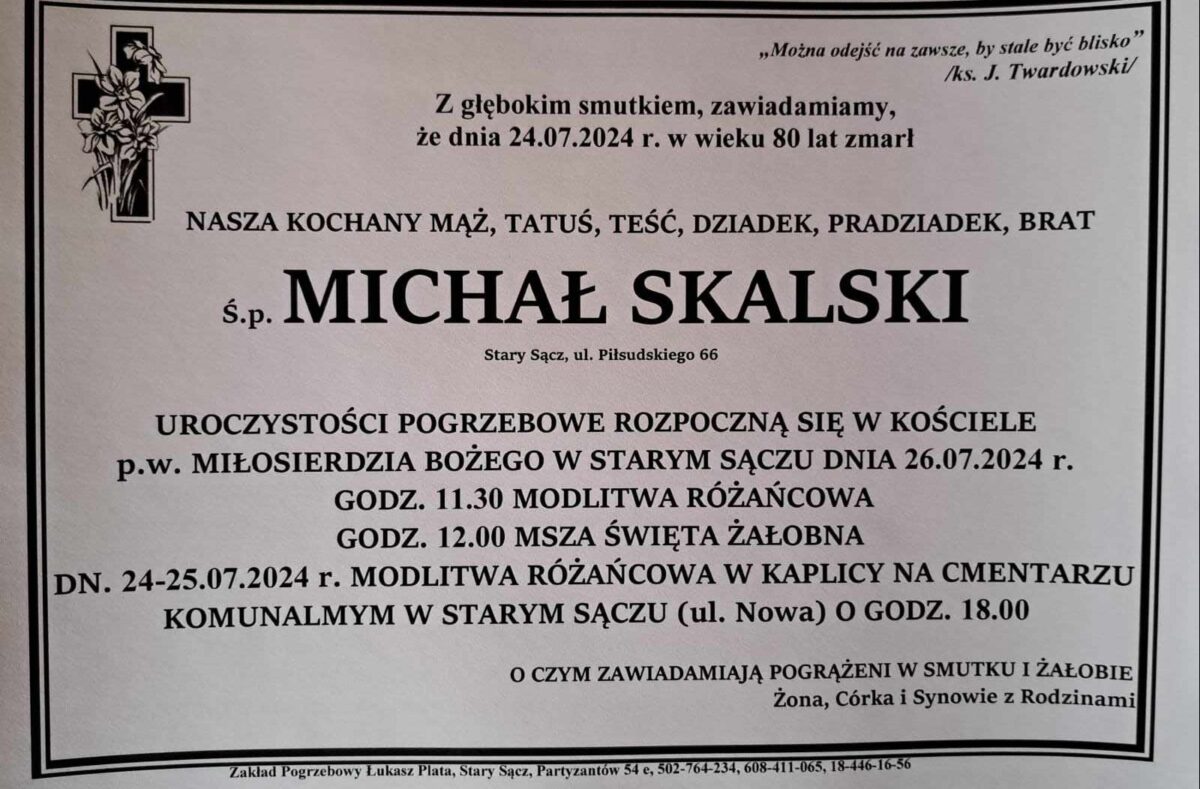 „Można odejść na zawsze, by stale być blisko”
/ks. J. Twardowski/
Z głębokim smutkiem, zawiadamiamy,
że dnia 24.07.2024 r. w wieku 80 lat zmarł
NASZA KOCHANY MĄŻ, TATUŚ, TEŚĆ, DZIADEK, PRADZIADEK, BRAT
Ś.p. MICHAŁ SKALSKI
Stary Sącz, ul. Piłsudskiego 66
UROCZYSTOŚCI POGRZEBOWE ROZPOCZNĄ SIĘ W KOŚCIELE
p.w. MIŁOSIERDZIA BOŻEGO W STARYM SĄCZU DNIA 26.07.2024 r.
GODZ. 11.30 MODLITWA RÓŻAŃCOWA
GODZ. 12.00 MSZA ŚWIĘTA ŻAŁOBNA
DN. 24-25.07.2024 r. MODLITWA RÓŻAŃCOWA W KAPLICY NA CMENTARZU
KOMUNALMYM W STARYM SĄCZU (ul. Nowa) O GODZ. 18.00
O CZYM ZAWIADAMIAJĄ POGRĄŻENI W SMUTKU I ŻAŁOBIE
Żona, Córka i Synowie z Rodzinami
Zakład Pogrzebowy Łukasz Plata, Stary Sącz, Partyzantów 54 e, 502-764-234, 608-411-065, 18-446-16-56